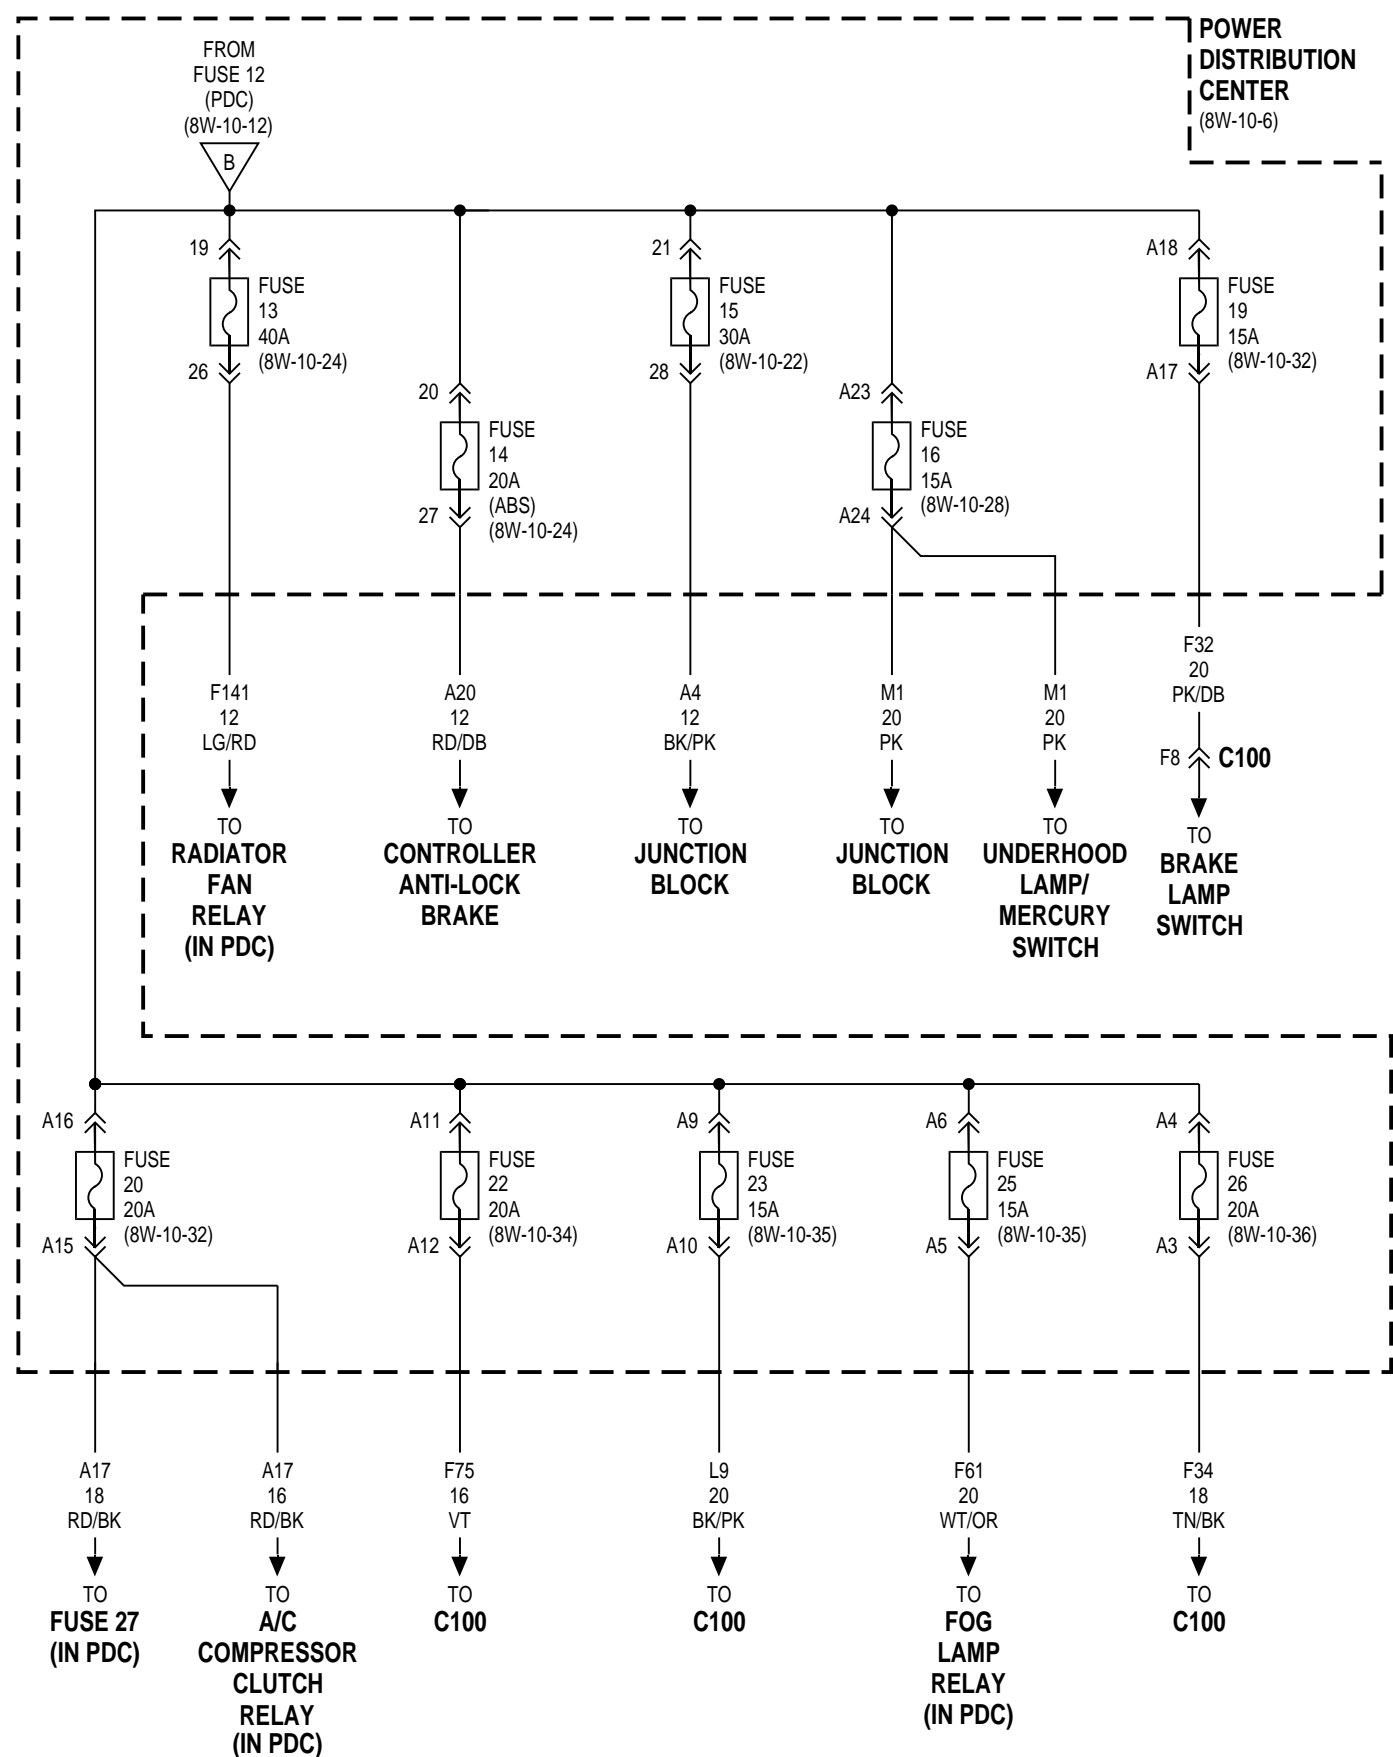 POWER
DISTRIBUTION
CENTER
(8W-10-6)
FROM
FUSE 12
(PDC)
(8W-10-12)
B
19
FUSE
13
40A
(8W-10-24)
26
20
FUSE
14
20A
(ABS)
(8W-10-24)
27
21
FUSE
15
30A
(8W-10-22)
28
A23
FUSE
16
15A
(8W-10-28)
A24
A18
FUSE
19
15A
(8W-10-32)
A17
F141
12
LG/RD
TO
RADIATOR
FAN
RELAY
(IN PDC)
A20
12
RD/DB
TO
CONTROLLER
ANTI-LOCK
BRAKE
A4
12
BK/PK
TO
JUNCTION
BLOCK
M1
20
PK
TO
JUNCTION
BLOCK
M1
20
PK
TO
UNDERHOOD
LAMP/
MERCURY
SWITCH
F32
20
PK/DB
F8
C100
TO
BRAKE
LAMP
SWITCH
A16
FUSE
20
20A
(8W-10-32)
A15
A11
FUSE
22
20A
(8W-10-34)
A12
A9
FUSE
23
15A
(8W-10-35)
A10
A6
FUSE
25
15A
(8W-10-35)
A5
A4
FUSE
26
20A
(8W-10-36)
A3
A17
18
RD/BK
TO
FUSE 27
(IN PDC)
A17
16
RD/BK
TO
A/C
COMPRESSOR
CLUTCH
RELAY
(IN PDC)
F75
16
VT
TO
C100
L9
20
BK/PK
TO
C100
F61
20
WT/OR
TO
FOG
LAMP
RELAY
(IN PDC)
F34
18
TN/BK
TO
C100